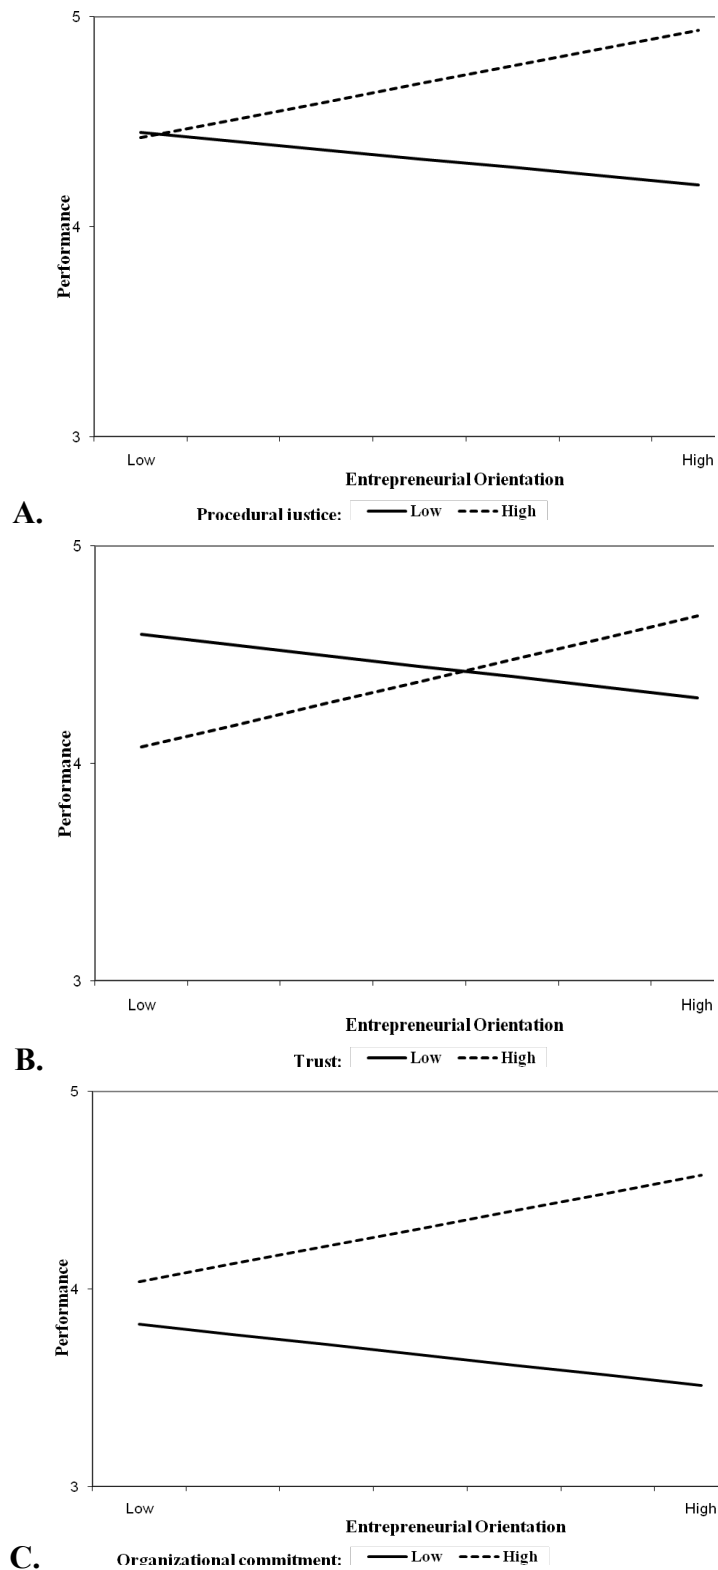 5
4
3
Performance
Low High
Entrepreneurial Orientation
A. Procedural justice: Low High
5
4
3
Performance
Low High
Entrepreneurial Orientation
B. Trust: Low High
5
4
3
Performance
Low High
Entrepreneurial Orientation
C. Organizational commitment: Low High